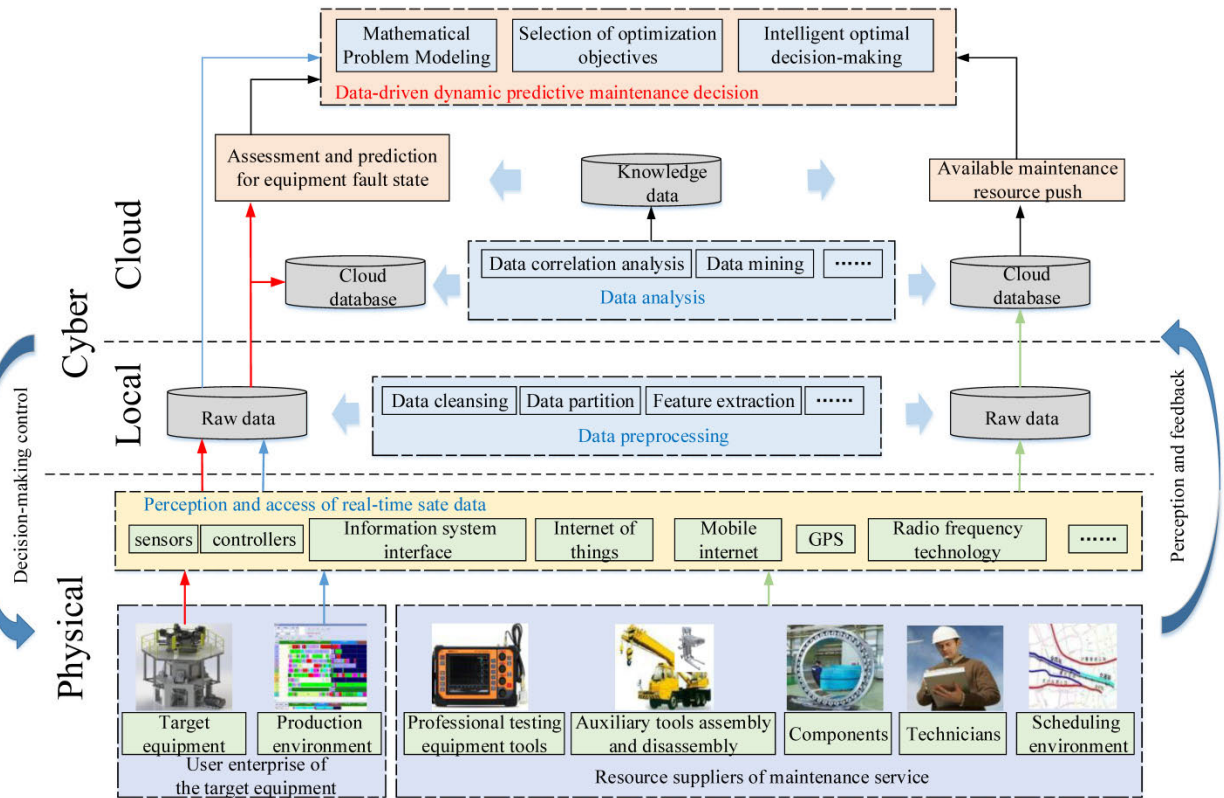 Mathematical
Problem Modeling
Selection of optimization
objectives
Intelligent optimal
decision-making
Data-driven dynamic predictive maintenance decision
Assessment and prediction
for equipment fault state
Knowledge
data
Available maintenance
resource push
Cloud
database
Data correlation analysis
Data mining
······
Data analysis
Cloud
database
Cloud
Cyber
Local
Raw data
Data cleansing
Data partition
Feature extraction
······
Data preprocessing
Raw data
Decision-making control
Perception and feedback
Physical
Perception and access of real-time sate data
sensors
controllers
Information system
interface
Internet of
things
Mobile
internet
GPS
Radio frequency
technology
······
Target
equipment
Production
environment
User enterprise of
the target equipment
Professional testing
equipment tools
Auxiliary tools assembly
and disassembly
Components
Technicians
Scheduling
environment
Resource suppliers of maintenance service